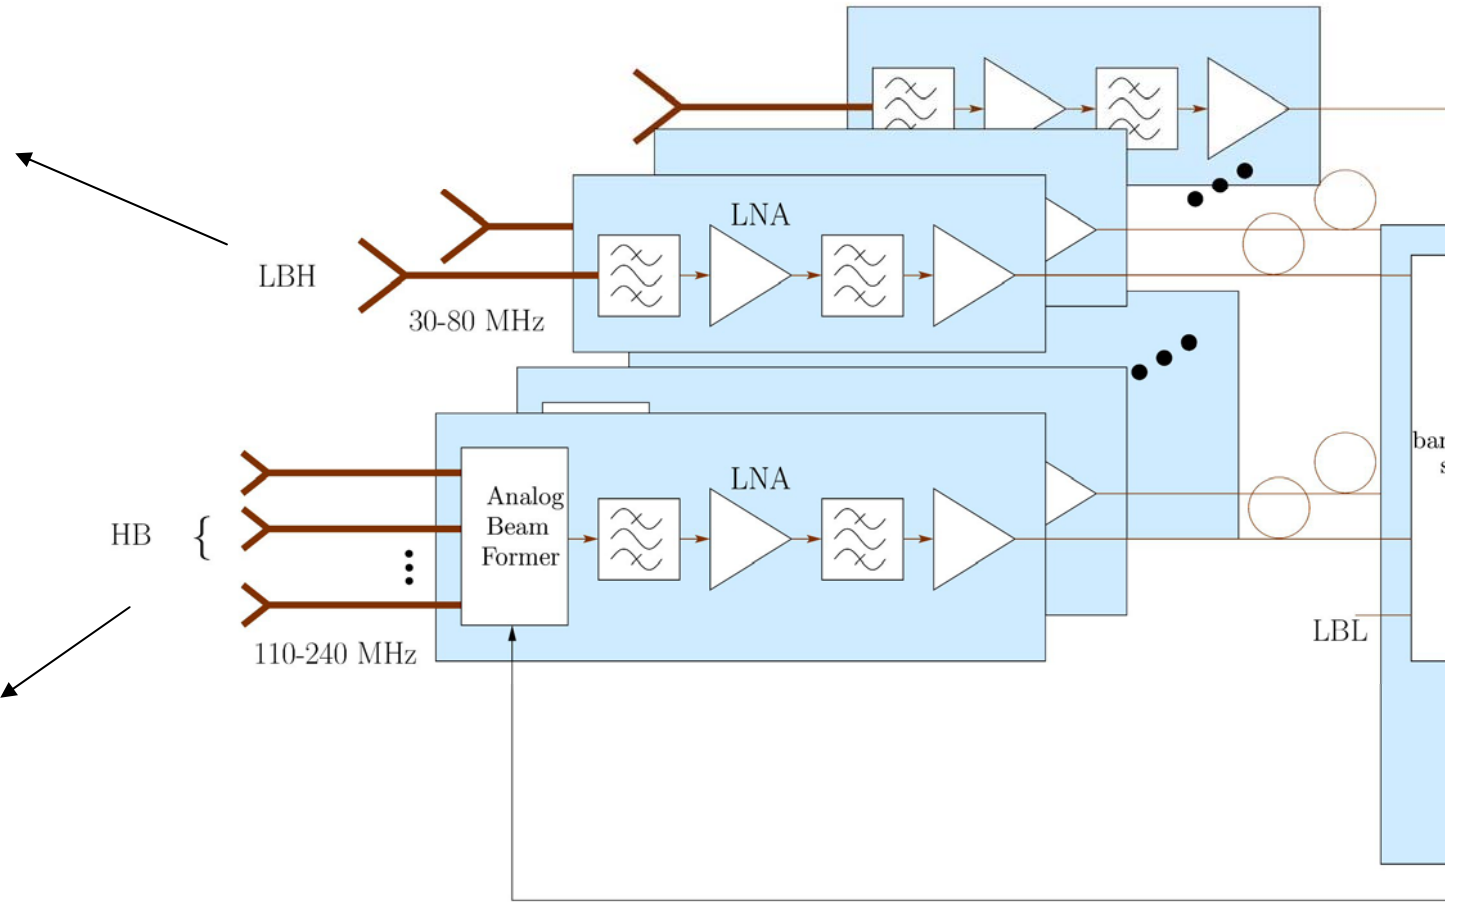 LNA
LBH
30-80 MHz
LNA
Analog
Beam
Former
HB {
110-240 MHz
LBL